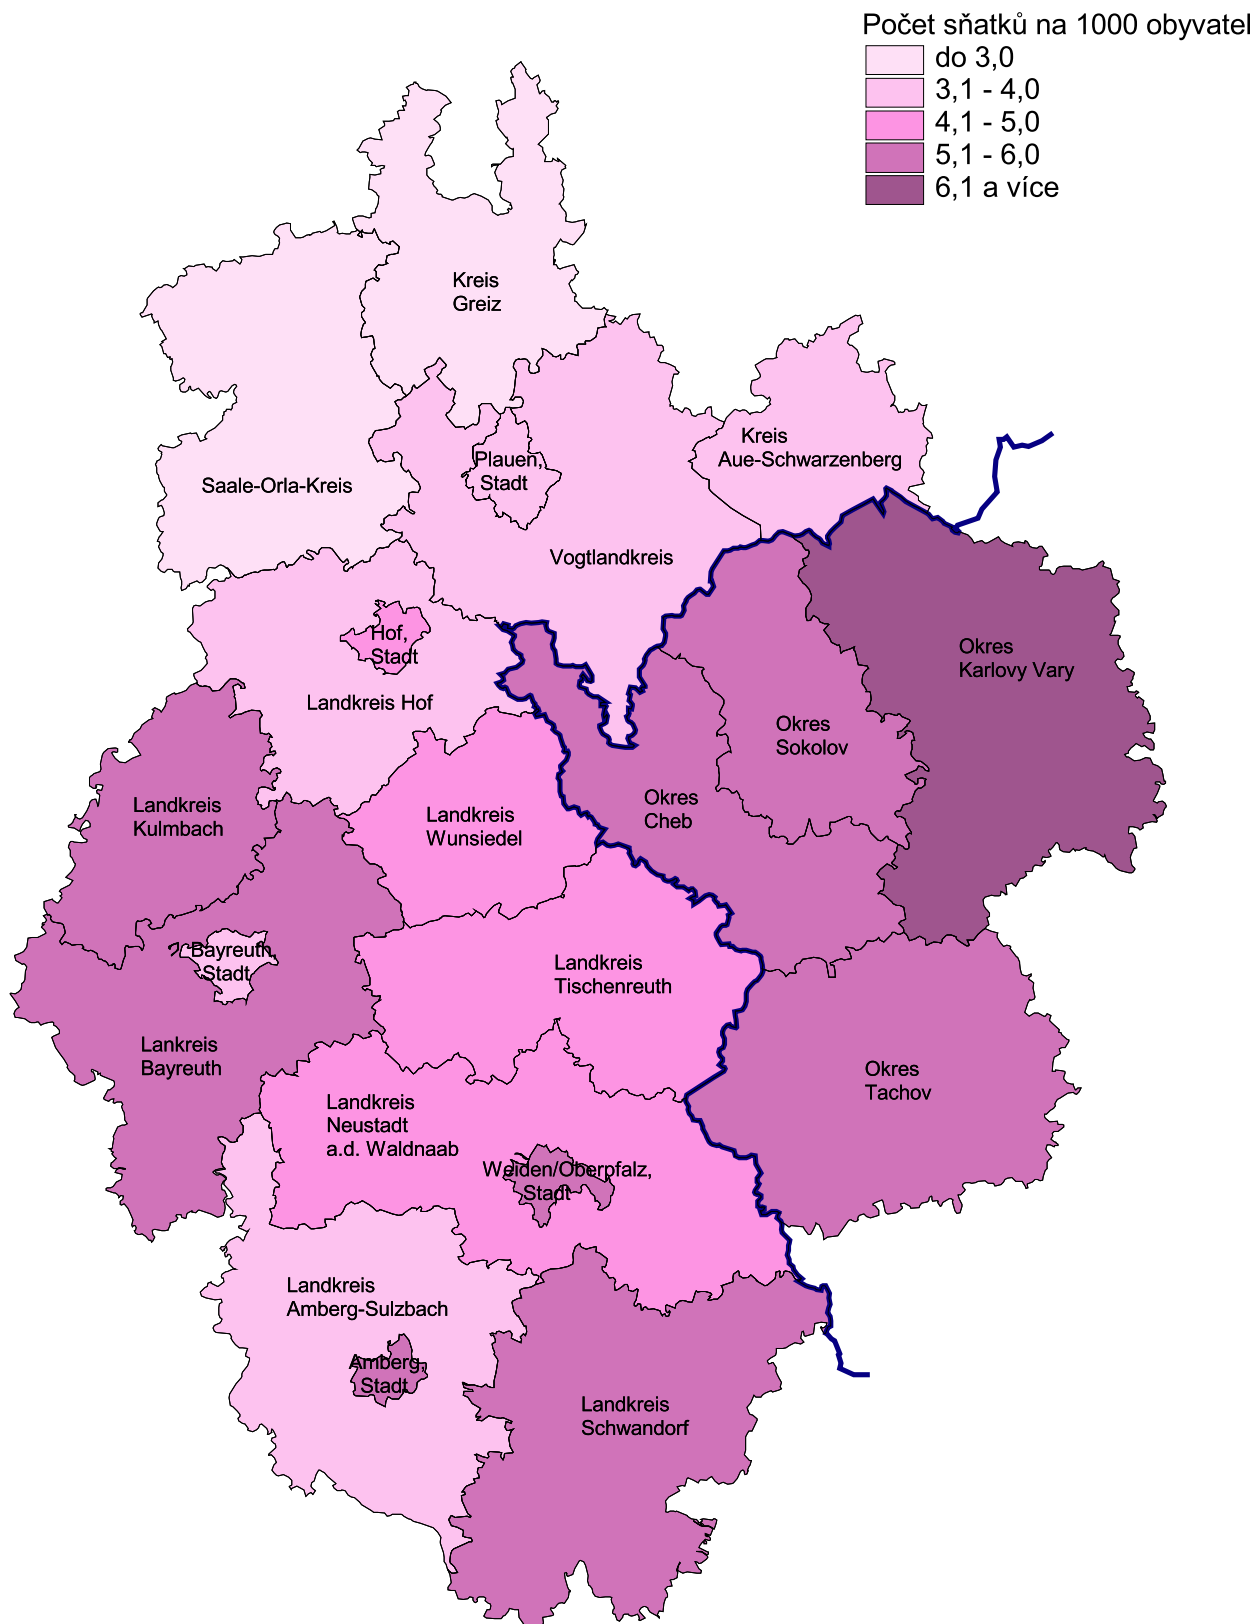 Počet sňatků na 1000 obyvatel
do 3,0
3,1 - 4,0
4,1 - 5,0
5,1 - 6,0
6,1 a více
Kreis
Greiz
Kreis
Aue-Schwarzenberg
Plauen,
Stadt
Saale-Orla-Kreis
Vogtlandkreis
Hof,
Stadt
Okres
Karlovy Vary
Landkreis Hof
Okres
Sokolov
Landkreis
Kulmbach
Landkreis
Wunsiedel
Okres
Cheb
Bayreuth,
Stadt
Landkreis
Tischenreuth
Lankreis
Bayreuth
Okres
Tachov
Landkreis
Neustadt
a.d. Waldnaab
Weiden/Oberpfalz,
Stadt
Landkreis
Amberg-Sulzbach
Amberg,
Stadt
Landkreis
Schwandorf